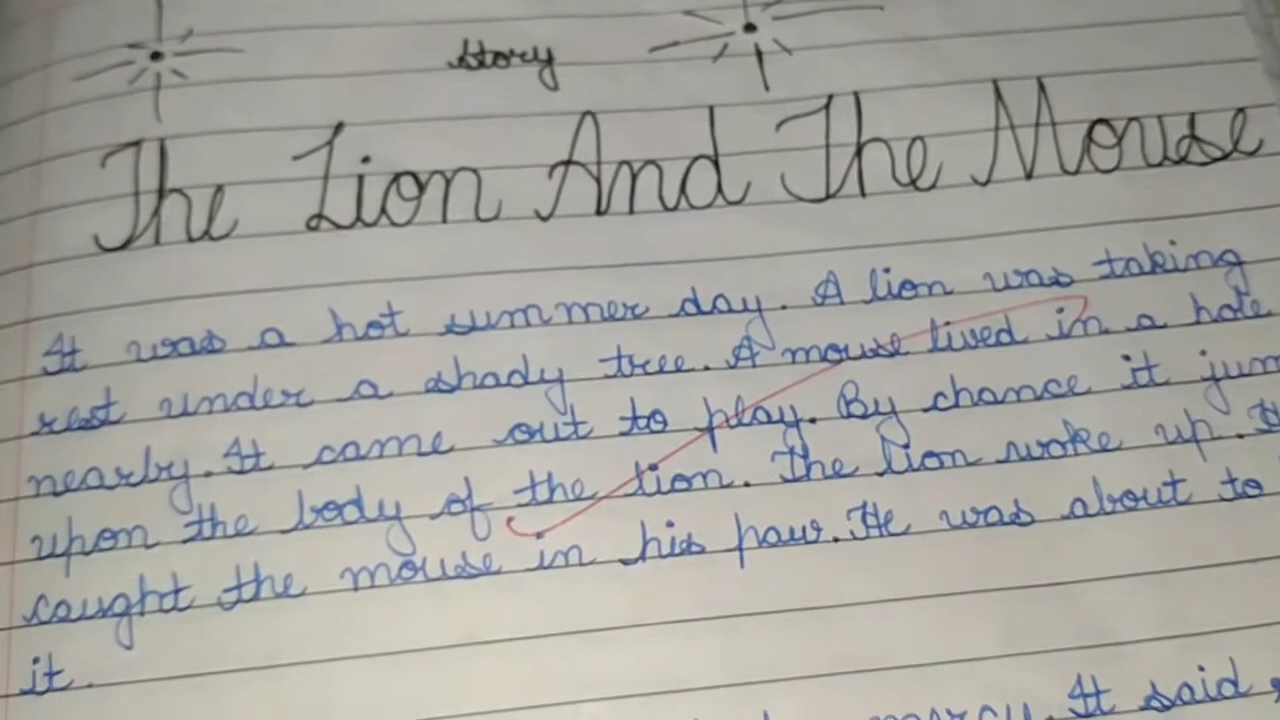 Story
The Lion And The Mouse
It was a hot summer day. A lion was taking
rest under a shady tree. A mouse lived in a hole
nearby. It came out to play. By chance it jum
upon the body of the lion. The lion woke up.
caught the mouse in his paw. He was about to
it.
It said,